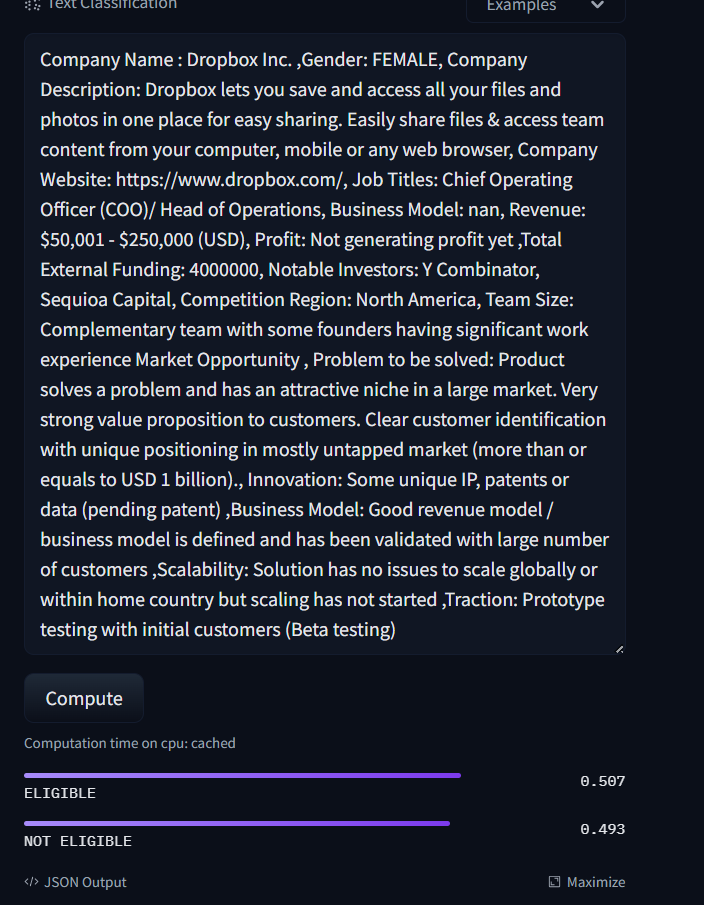 Text Classification
Examples
Company Name : Dropbox Inc. ,Gender: FEMALE, Company
Description: Dropbox lets you save and access all your files and
photos in one place for easy sharing. Easily share files & access team
content from your computer, mobile or any web browser, Company
Website: https://www.dropbox.com/, Job Titles: Chief Operating
Officer (COO)/ Head of Operations, Business Model: nan, Revenue:
$50,001 - $250,000 (USD), Profit: Not generating profit yet ,Total
External Funding: 4000000, Notable Investors: Y Combinator,
Sequioa Capital, Competition Region: North America, Team Size:
Complementary team with some founders having significant work
experience Market Opportunity , Problem to be solved: Product
solves a problem and has an attractive niche in a large market. Very
strong value proposition to customers. Clear customer identification
with unique positioning in mostly untapped market (more than or
equals to USD 1 billion)., Innovation: Some unique IP, patents or
data (pending patent) ,Business Model: Good revenue model /
business model is defined and has been validated with large number
of customers ,Scalability: Solution has no issues to scale globally or
within home country but scaling has not started ,Traction: Prototype
testing with initial customers (Beta testing)
Compute
Computation time on cpu: cached
0.507
ELIGIBLE
0.493
NOT ELIGIBLE
</> JSON Output
Maximize